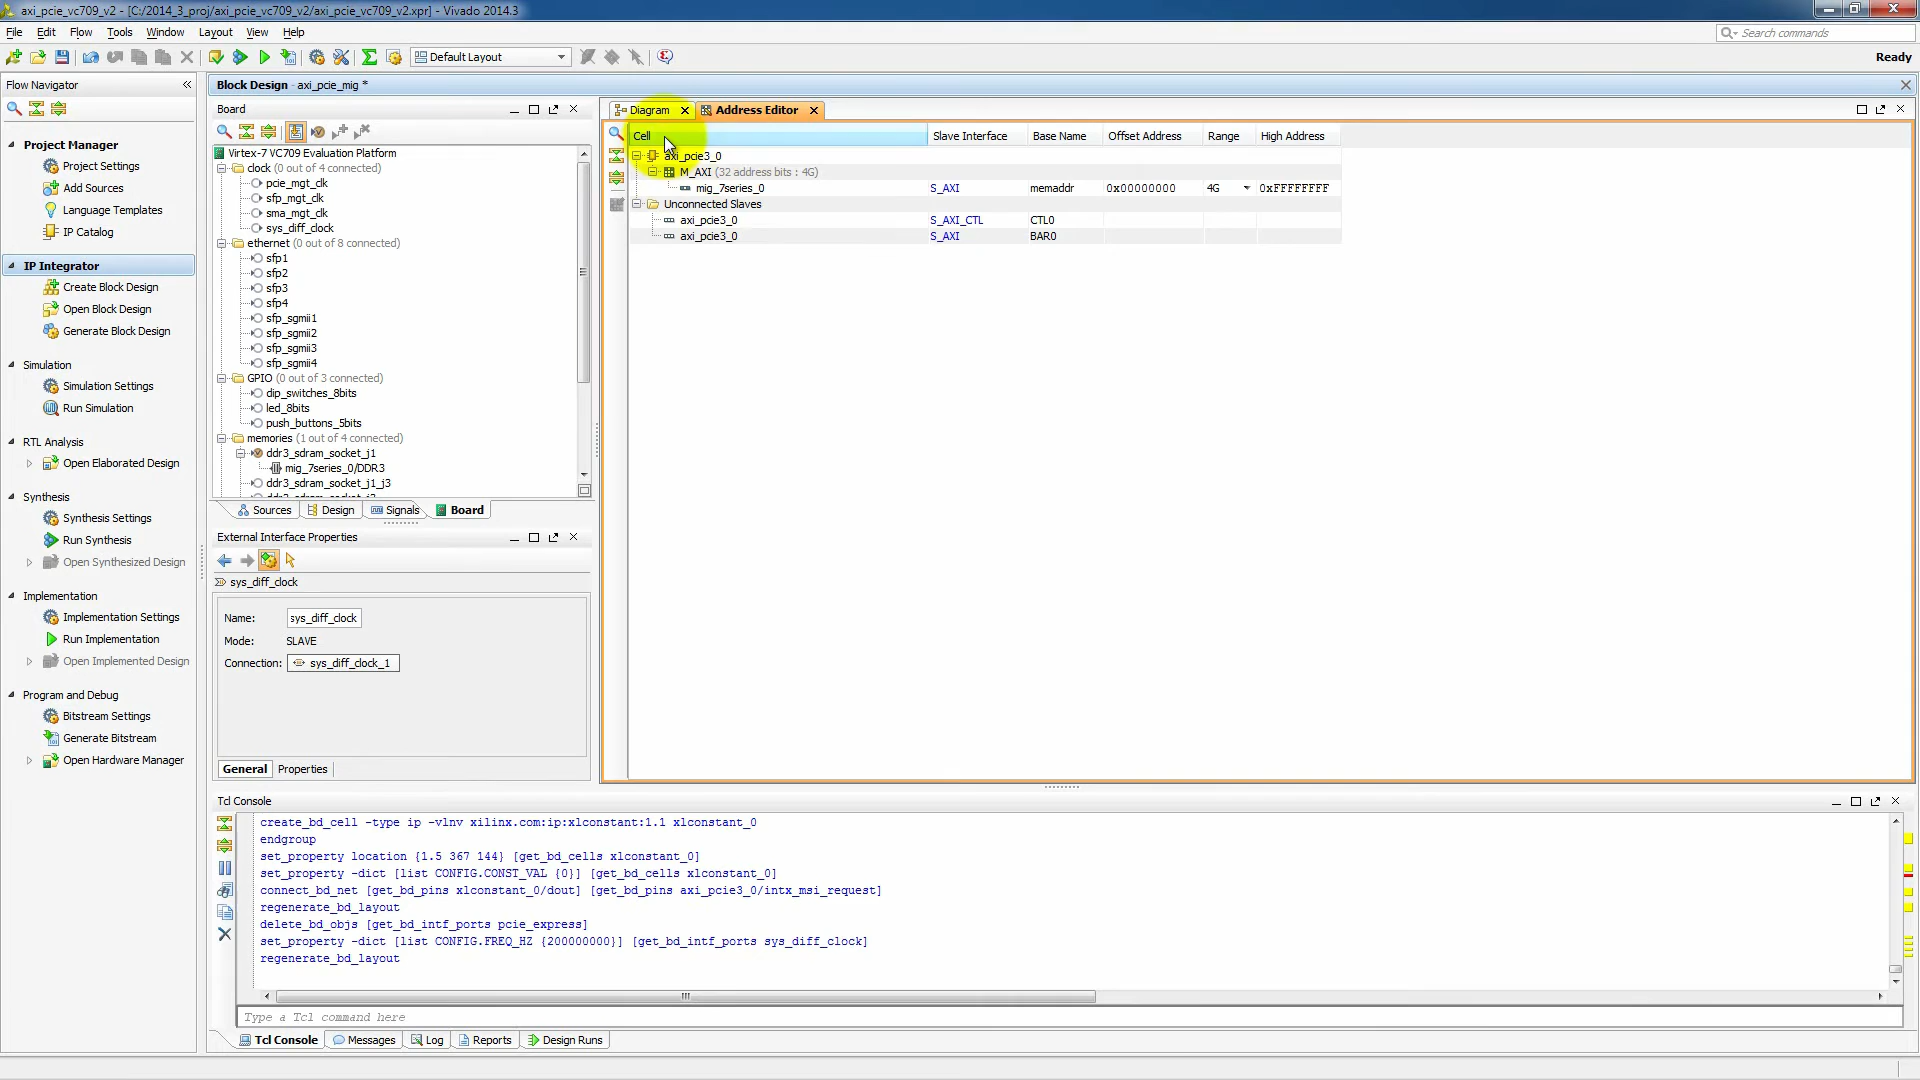 axi_pcie_vc709_v2 - [C:/2014_3_proj/axi_pcie_vc709_v2/axi_pcie_vc709_v2.xpr] - Vivado 2014.3
File Edit Flow Tools Window Layout View Help
Search commands
Default Layout
Ready
Flow Navigator
Project Manager
Project Settings
Add Sources
Language Templates
IP Catalog
IP Integrator
Create Block Design
Open Block Design
Generate Block Design
Simulation
Simulation Settings
Run Simulation
RTL Analysis
Open Elaborated Design
Synthesis
Synthesis Settings
Run Synthesis
Open Synthesized Design
Implementation
Implementation Settings
Run Implementation
Open Implemented Design
Program and Debug
Bitstream Settings
Generate Bitstream
Open Hardware Manager
Block Design - axi_pcie_mig *
Board
Virtex-7 VC709 Evaluation Platform
clock (0 out of 4 connected)
pcie_mgt_clk
sfp_mgt_clk
sma_mgt_clk
sys_diff_clock
ethernet (0 out of 8 connected)
sfp1
sfp2
sfp3
sfp4
sfp_sgmii1
sfp_sgmii2
sfp_sgmii3
sfp_sgmii4
GPIO (0 out of 3 connected)
dip_switches_8bits
led_8bits
push_buttons_5bits
memories (1 out of 4 connected)
ddr3_sdram_socket_j1
mig_7series_0/DDR3
ddr3_sdram_socket_j1_j3
Sources Design Signals Board
External Interface Properties
sys_diff_clock
Name: sys_diff_clock
Mode: SLAVE
Connection: sys_diff_clock_1
General Properties
Diagram Address Editor
Cell Slave Interface Base Name Offset Address Range High Address
axi_pcie3_0
M_AXI (32 address bits : 4G)
mig_7series_0 S_AXI memaddr 0x00000000 4G 0xFFFFFFFF
Unconnected Slaves
axi_pcie3_0 S_AXI_CTL CTL0
axi_pcie3_0 S_AXI BAR0
Tcl Console
create_bd_cell -type ip -vlnv xilinx.com:ip:xlconstant:1.1 xlconstant_0
endgroup
set_property location {1.5 367 144} [get_bd_cells xlconstant_0]
set_property -dict [list CONFIG.CONST_VAL {0}] [get_bd_cells xlconstant_0]
connect_bd_net [get_bd_pins xlconstant_0/dout] [get_bd_pins axi_pcie3_0/intx_msi_request]
regenerate_bd_layout
delete_bd_objs [get_bd_intf_ports pcie_express]
set_property -dict [list CONFIG.FREQ_HZ {200000000}] [get_bd_intf_ports sys_diff_clock]
regenerate_bd_layout
Type a Tcl command here
Tcl Console Messages Log Reports Design Runs